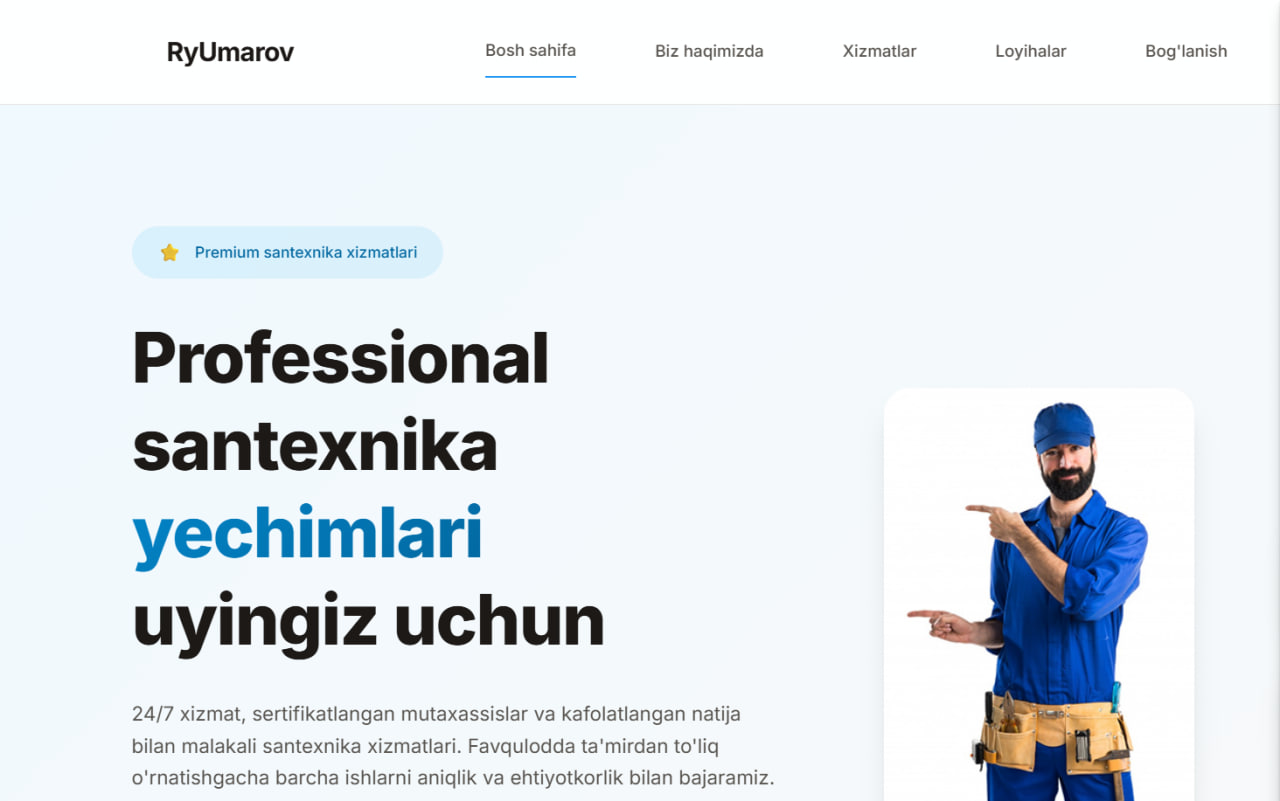 RyUmarov
Bosh sahifa
Biz haqimizda
Xizmatlar
Loyihalar
Bog'lanish
Premium santexnika xizmatlari
Professional
santexnika
yechimlari
uyingiz uchun
24/7 xizmat, sertifikatlangan mutaxassislar va kafolatlangan natija
bilan malakali santexnika xizmatlari. Favqulodda ta'mirdan to'liq
o'rnatishgacha barcha ishlarni aniqlik va ehtiyotkorlik bilan bajaramiz.